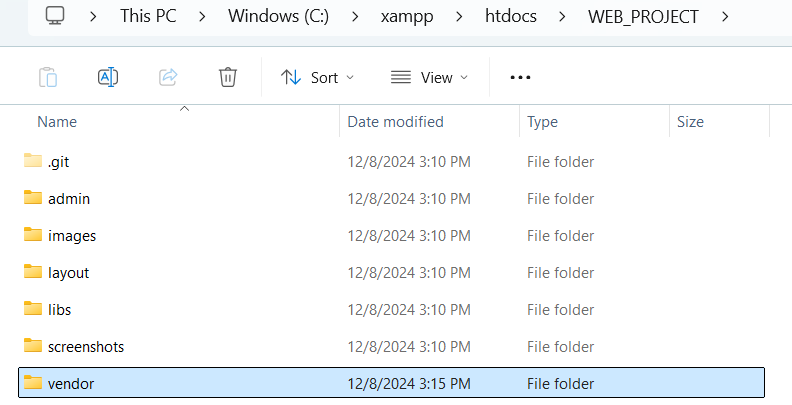 This PC > Windows (C:) > xampp > htdocs > WEB_PROJECT >
Sort View
Name Date modified Type Size
.git 12/8/2024 3:10 PM File folder
admin 12/8/2024 3:10 PM File folder
images 12/8/2024 3:10 PM File folder
layout 12/8/2024 3:10 PM File folder
libs 12/8/2024 3:10 PM File folder
screenshots 12/8/2024 3:10 PM File folder
vendor 12/8/2024 3:15 PM File folder